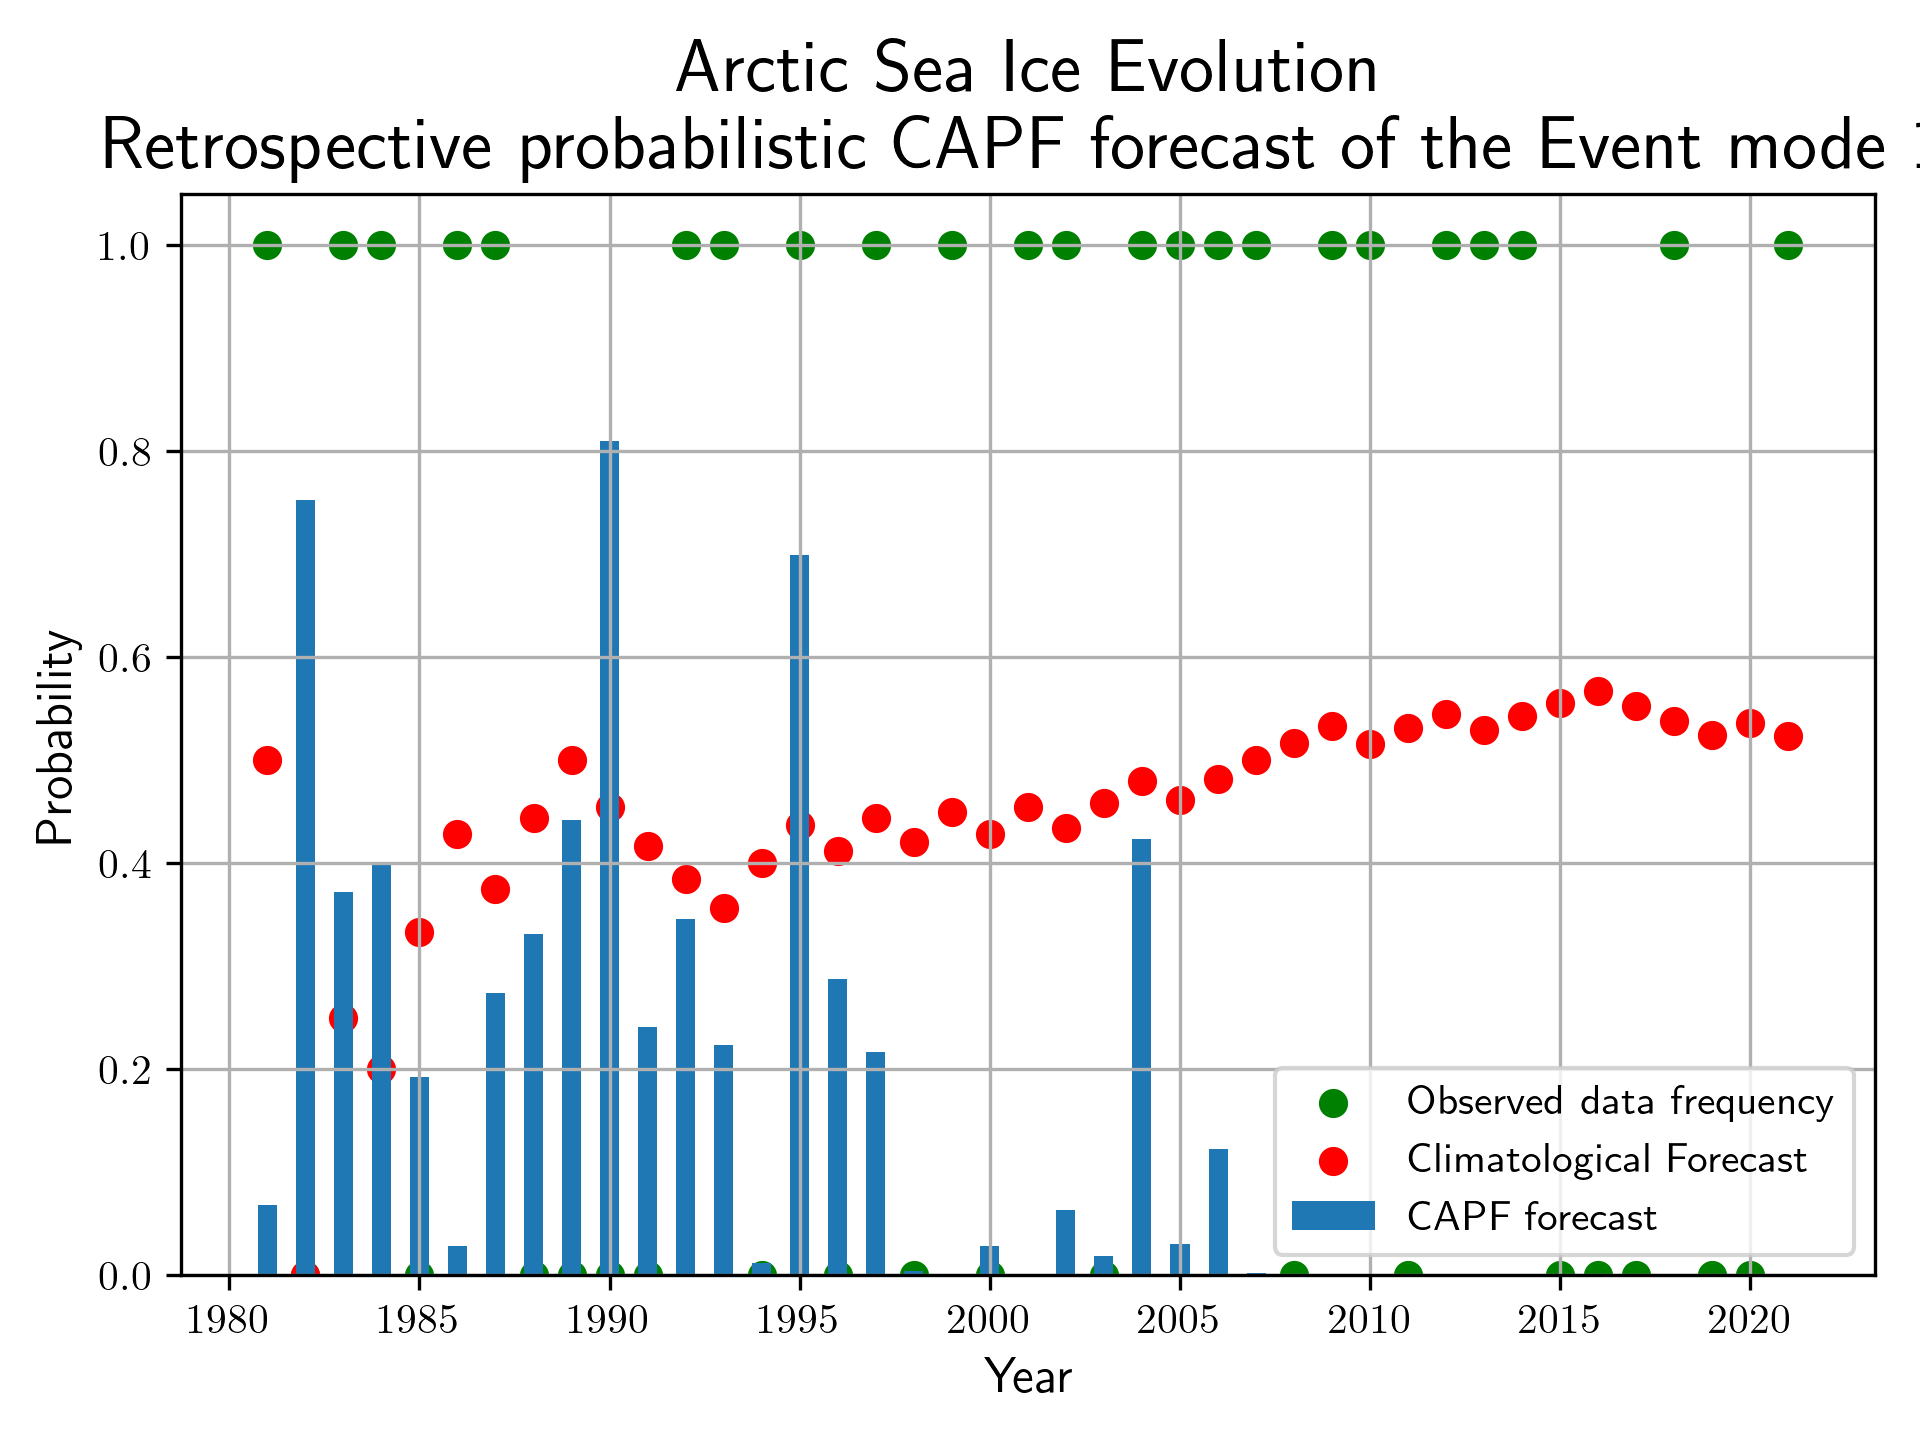 Arctic Sea Ice Evolution
Retrospective probabilistic CAPF forecast of the Event mode
1.0
0.8
0.6
0.4
0.2
0.0
Probability
Observed data frequency
Climatological Forecast
CAPF forecast
1980 1985 1990 1995 2000 2005 2010 2015 2020
Year